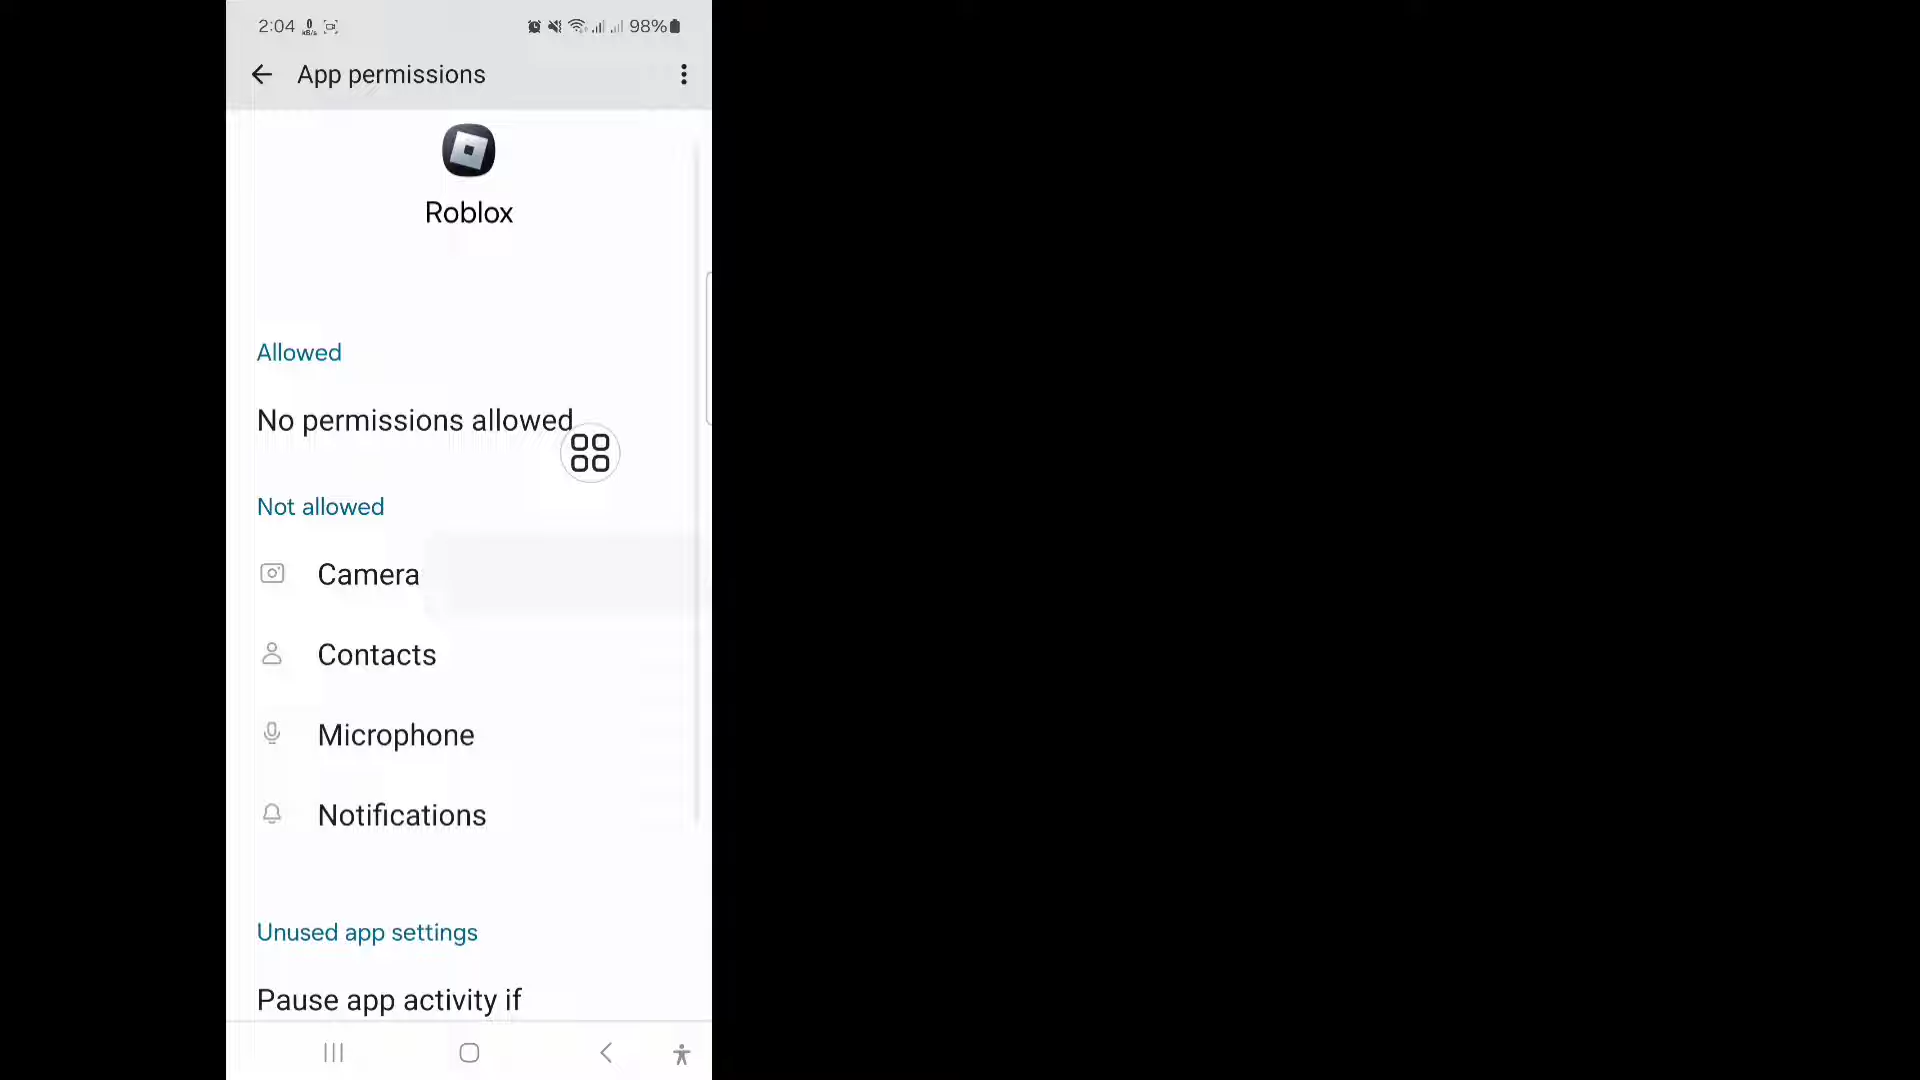 2:04 98%
App permissions
Roblox
Allowed
No permissions allowed
Not allowed
Camera
Contacts
Microphone
Notifications
Unused app settings
Pause app activity if